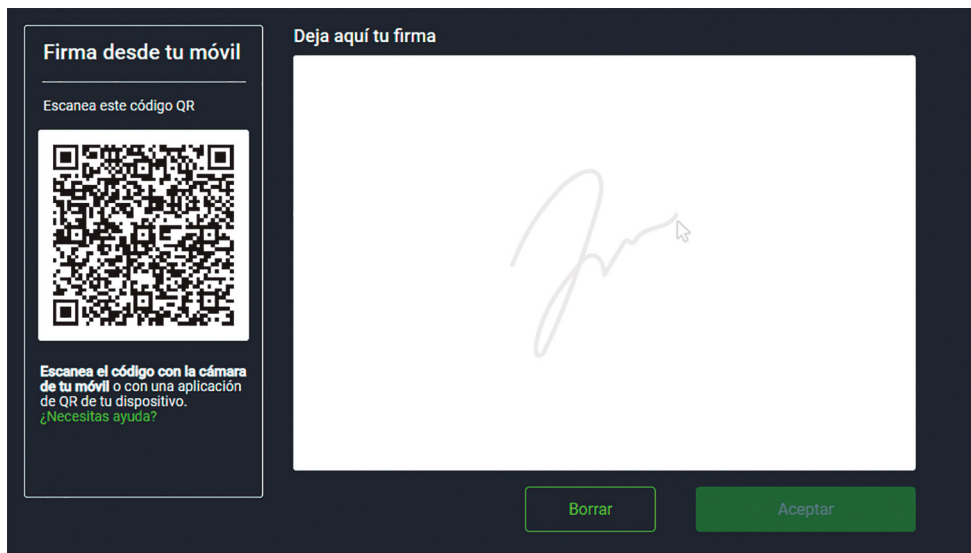 Firma desde tu móvil
Escanea este código QR
Escanea el código con la cámara
de tu móvil o con una aplicación
de QR de tu dispositivo.
¿Necesitas ayuda?
Deja aquí tu firma
Borrar
Aceptar